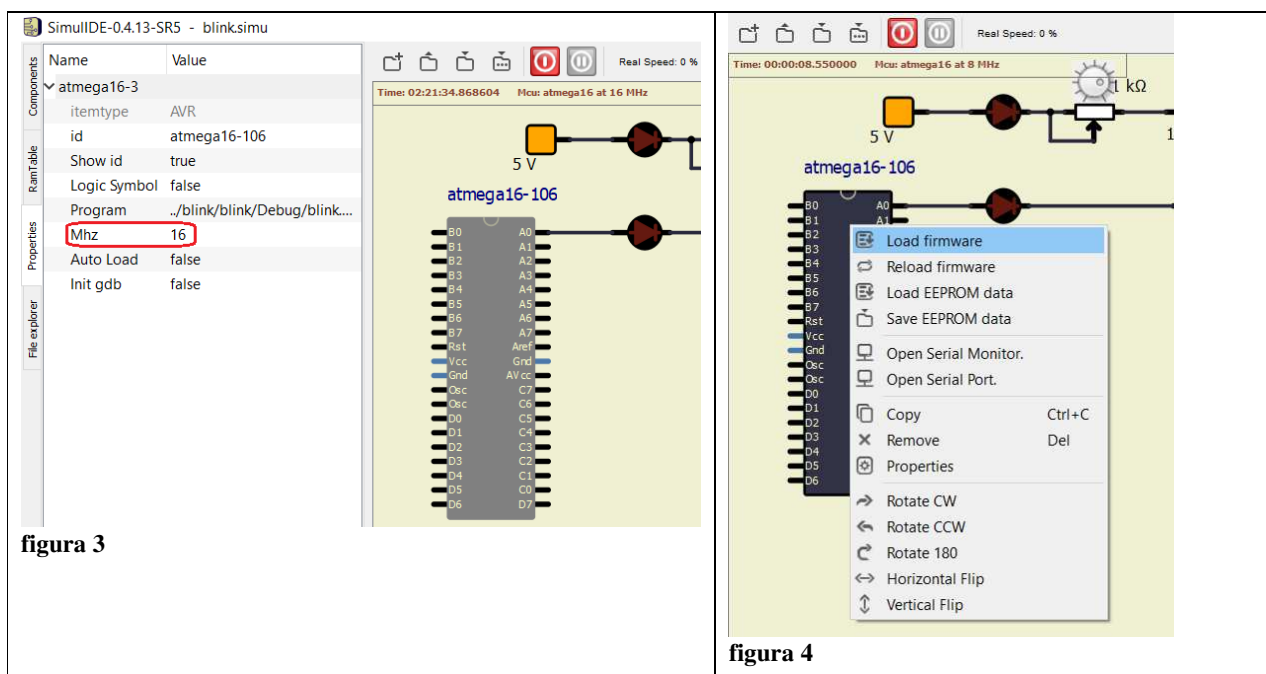 SimulIDE-0.4.13-SR5 - blink.simu
Components
RamTable
Properties
File explorer
Name Value
atmega16-3
itemtype AVR
id atmega16-106
Show id true
Logic Symbol false
Program ../blink/blink/Debug/blink....
Mhz 16
Auto Load false
Init gdb false
Real Speed: 0 %
Time: 02:21:34.868604 Mcu: atmega16 at 16 MHz
5 V
atmega16-106
B0 A0
B1 A1
B2 A2
B3 A3
B4 A4
B5 A5
B6 A6
B7 A7
Rst Aref
Vcc Gnd
Gnd AVcc
Osc C7
Osc C6
D0 C5
D1 C4
D2 C3
D3 C2
D4 C1
D5 C0
D6 D7
figura 3
Real Speed: 0 %
Time: 00:00:08.550000 Mcu: atmega16 at 8 MHz
1 kΩ
5 V
1
atmega16-106
B0 A0
B1 A1
B2
B3
B4
B5
B6
B7
Rst
Vcc
Gnd
Osc
Osc
D0
D1
D2
D3
D4
D5
D6
Load firmware
Reload firmware
Load EEPROM data
Save EEPROM data
Open Serial Monitor.
Open Serial Port.
Copy Ctrl+C
Remove Del
Properties
Rotate CW
Rotate CCW
Rotate 180
Horizontal Flip
Vertical Flip
figura 4